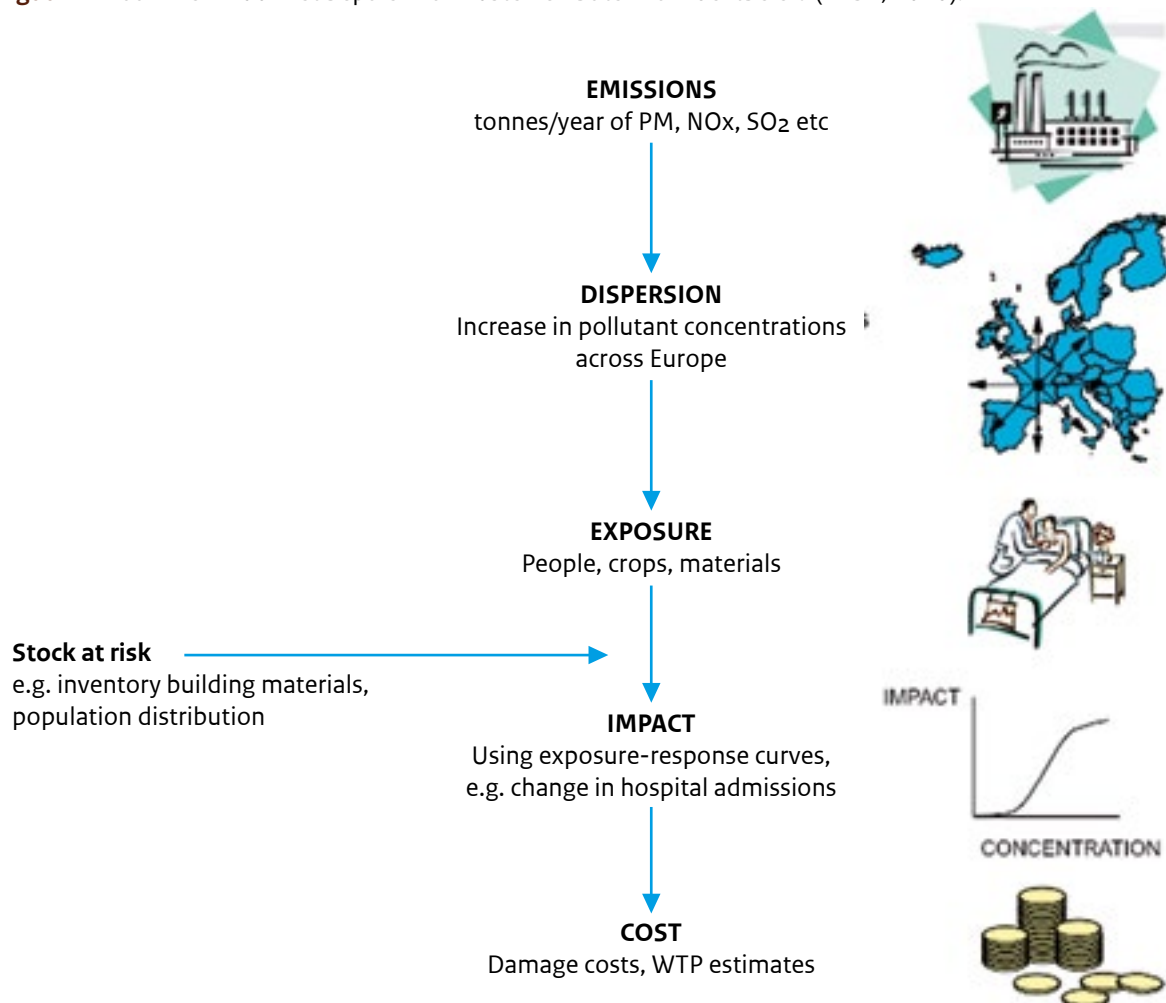 EMISSIONS
tonnes/year of PM, NOx, SO2 etc
DISPERSION
Increase in pollutant concentrations
across Europe
EXPOSURE
People, crops, materials
Stock at risk
e.g. inventory building materials,
population distribution
IMPACT
Using exposure-response curves,
e.g. change in hospital admissions
IMPACT
CONCENTRATION
COST
Damage costs, WTP estimates